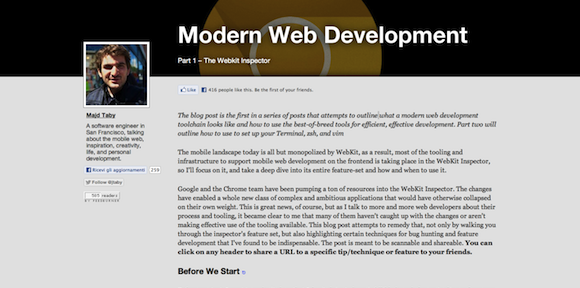 Modern Web Development
Part 1 – The Webkit Inspector
Like
416 people like this. Be the first of your friends.
Majd Taby
A software engineer in
San Francisco, talking
about the mobile web,
inspiration, creativity,
life, and personal
development.
Ricevi gli aggiornamenti 259
Follow @jtaby
readers
The blog post is the first in a series of posts that attempts to outline what a modern web development
toolchain looks like and how to use the best-of-breed tools for efficient, effective development. Part two will
outline how to use to set up your Terminal, zsh, and vim
The mobile landscape today is all but monopolized by WebKit, as a result, most of the tooling and
infrastructure to support mobile web development on the frontend is taking place in the WebKit Inspector,
so I'll focus on it, and take a deep dive into its entire feature-set and how and when to use it.
Google and the Chrome team have been pumping a ton of resources into the WebKit Inspector. The changes
have enabled a whole new class of complex and ambitious applications that would have otherwise collapsed
on their own weight. This is great news, of course, but as I talk to more and more web developers about their
process and tooling, it became clear to me that many of them haven't caught up with the changes or aren't
making effective use of the tooling available. This blog post attempts to remedy that, not only by walking you
through the inspector's feature set, but also highlighting certain techniques for bug hunting and feature
development that I've found to be indispensable. The post is meant to be scannable and shareable. You can
click on any header to share a URL to a specific tip/technique or feature to your friends.
Before We Start